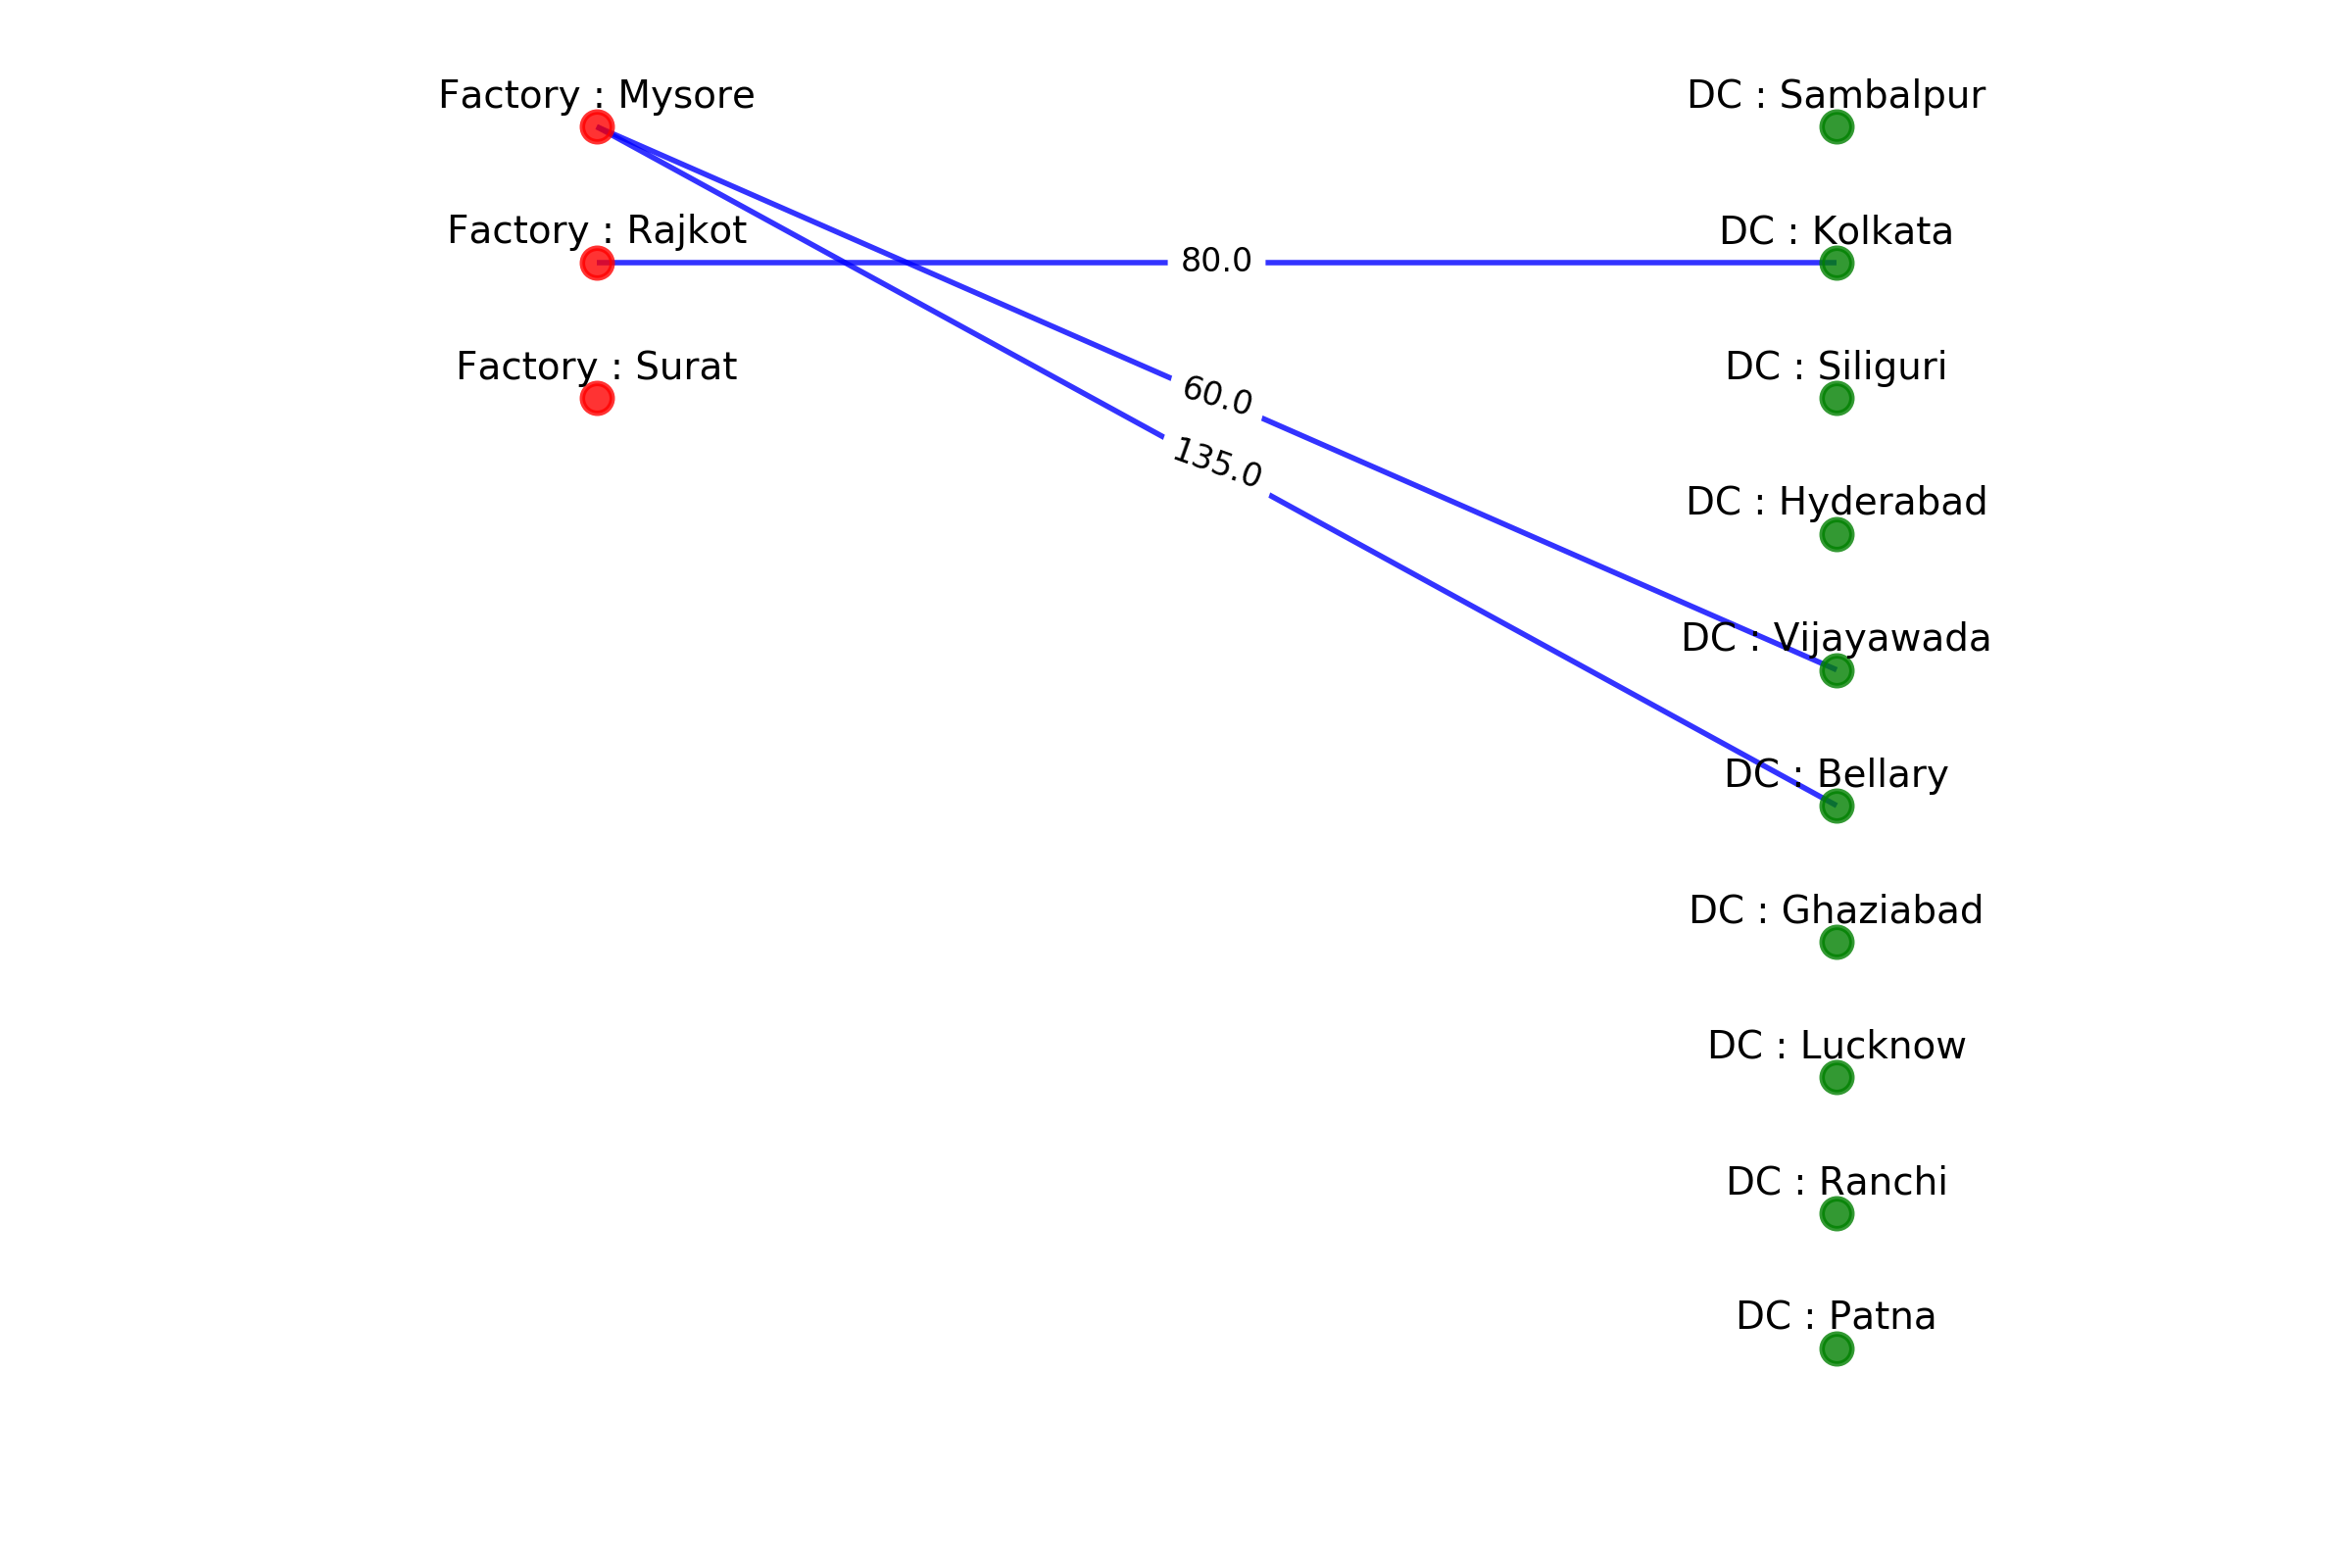 Factory : Mysore
DC : Sambalpur
Factory : Rajkot
DC : Kolkata
80.0
Factory : Surat
DC : Siliguri
60.0
135.0
DC : Hyderabad
DC : Vijayawada
DC : Bellary
DC : Ghaziabad
DC : Lucknow
DC : Ranchi
DC : Patna